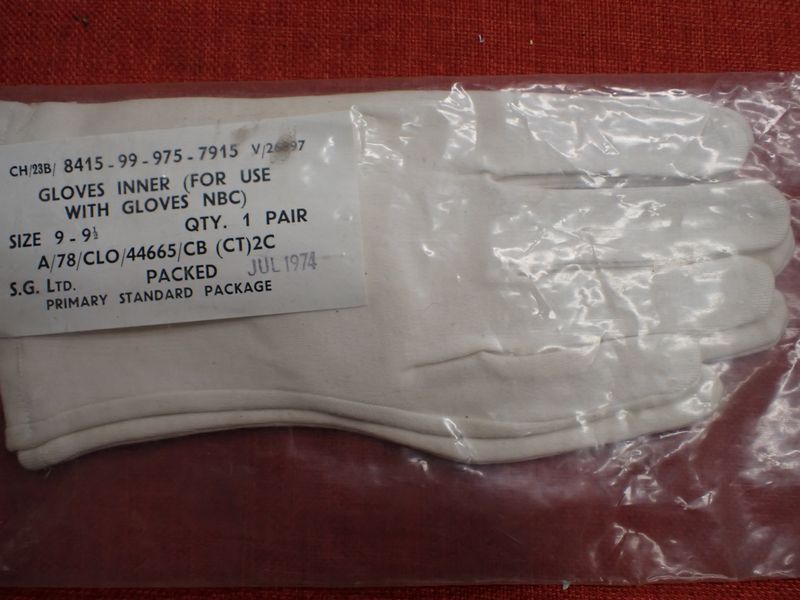 CH/23B/ 8415-99-975-7915
GLOVES INNER (FOR USE
WITH GLOVES NBC)
SIZE 9-9½ QTY. 1 PAIR
A/78/CLO/44665/CB (CT)2C
S.G. LTD. PACKED JUL 1974
PRIMARY STANDARD PACKAGE